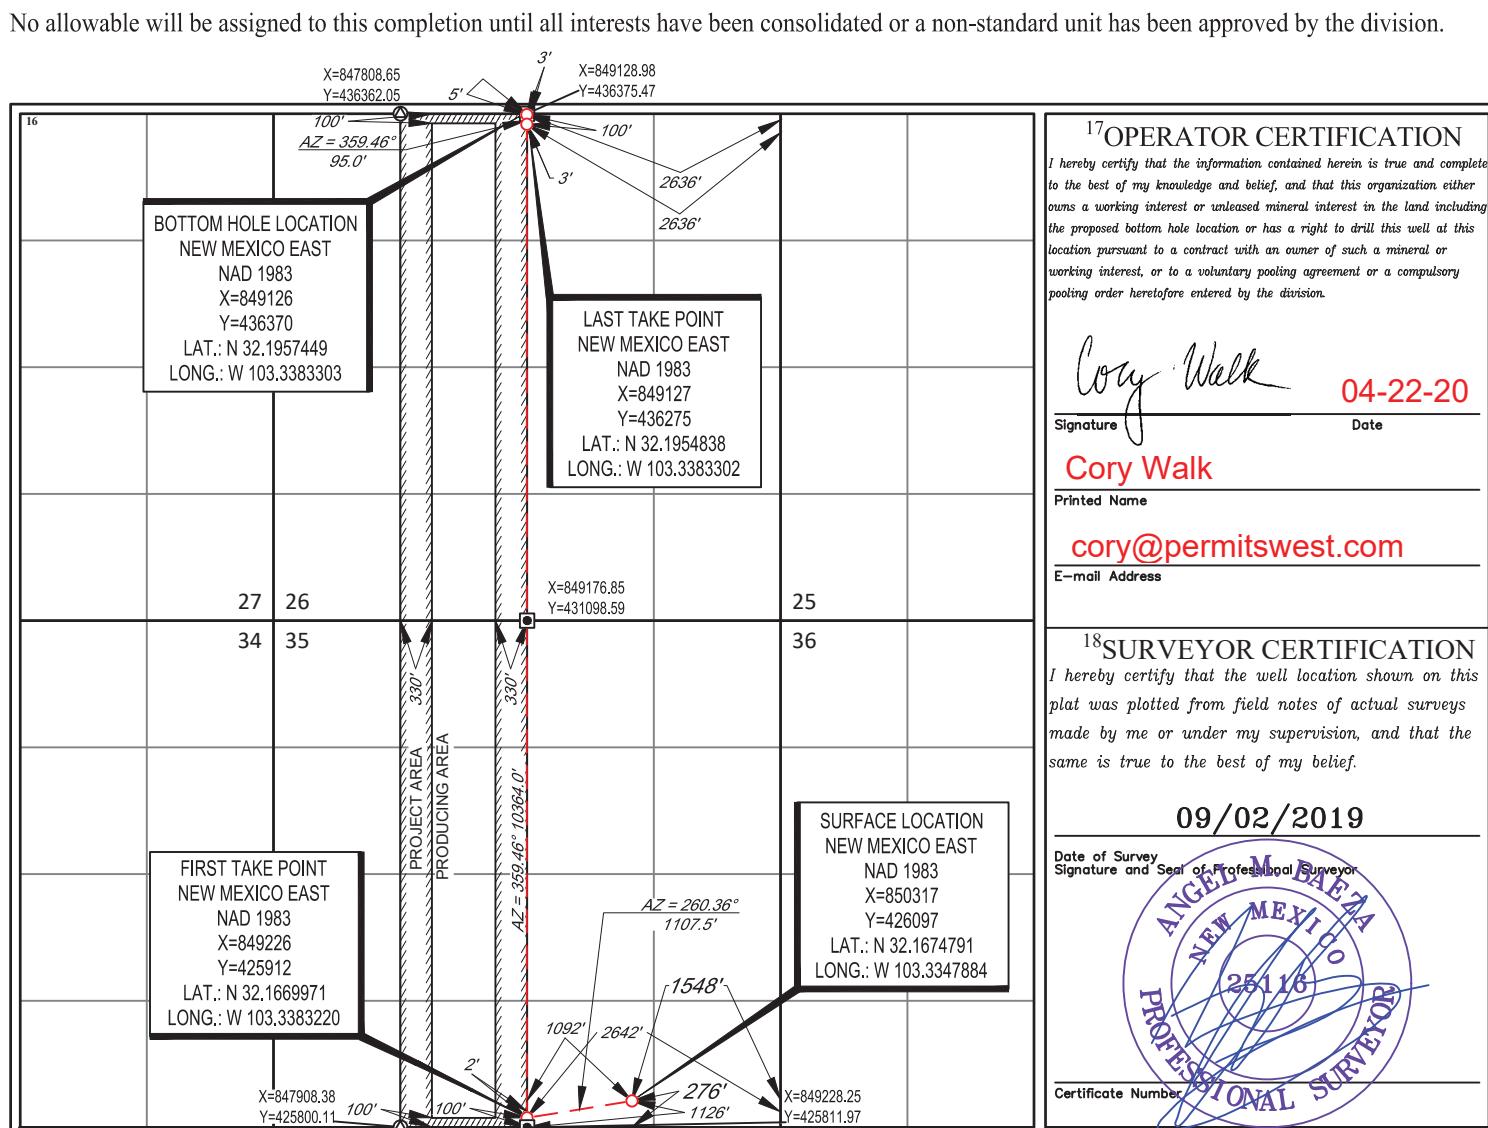 No allowable will be assigned to this completion until all interests have been consolidated or a non-standard unit has been approved by the division.
16
X=847808.65
Y=436362.05
5'
3'
X=849128.98
Y=436375.47
100'
AZ = 359.46°
95.0'
100'
3'
2636'
2636'
BOTTOM HOLE LOCATION
NEW MEXICO EAST
NAD 1983
X=849126
Y=436370
LAT.: N 32.1957449
LONG.: W 103.3383303
LAST TAKE POINT
NEW MEXICO EAST
NAD 1983
X=849127
Y=436275
LAT.: N 32.1954838
LONG.: W 103.3383302
X=849176.85
Y=431098.59
27 26
25
34 35
36
330'
330'
PROJECT AREA
PRODUCING AREA
AZ = 359.46° 10364.0'
FIRST TAKE POINT
NEW MEXICO EAST
NAD 1983
X=849226
Y=425912
LAT.: N 32.1669971
LONG.: W 103.3383220
SURFACE LOCATION
NEW MEXICO EAST
NAD 1983
X=850317
Y=426097
LAT.: N 32.1674791
LONG.: W 103.3347884
AZ = 260.36°
1107.5'
1548'
1092'
2642'
2'
276'
1126'
X=847908.38
Y=425800.11
100'
100'
X=849228.25
Y=425811.97
17 OPERATOR CERTIFICATION
I hereby certify that the information contained herein is true and complete
to the best of my knowledge and belief, and that this organization either
owns a working interest or unleased mineral interest in the land including
the proposed bottom hole location or has a right to drill this well at this
location pursuant to a contract with an owner of such a mineral or
working interest, or to a voluntary pooling agreement or a compulsory
pooling order heretofore entered by the division.
Cory Walk
04-22-20
Signature
Date
Cory Walk
Printed Name
cory@permitswest.com
E-mail Address
18 SURVEYOR CERTIFICATION
I hereby certify that the well location shown on this
plat was plotted from field notes of actual surveys
made by me or under my supervision, and that the
same is true to the best of my belief.
09/02/2019
Date of Survey
Signature and Seal of Professional Surveyor
ANGEL M. BAEZA
NEW MEXICO
25116
PROFESSIONAL SURVEYOR
Certificate Number